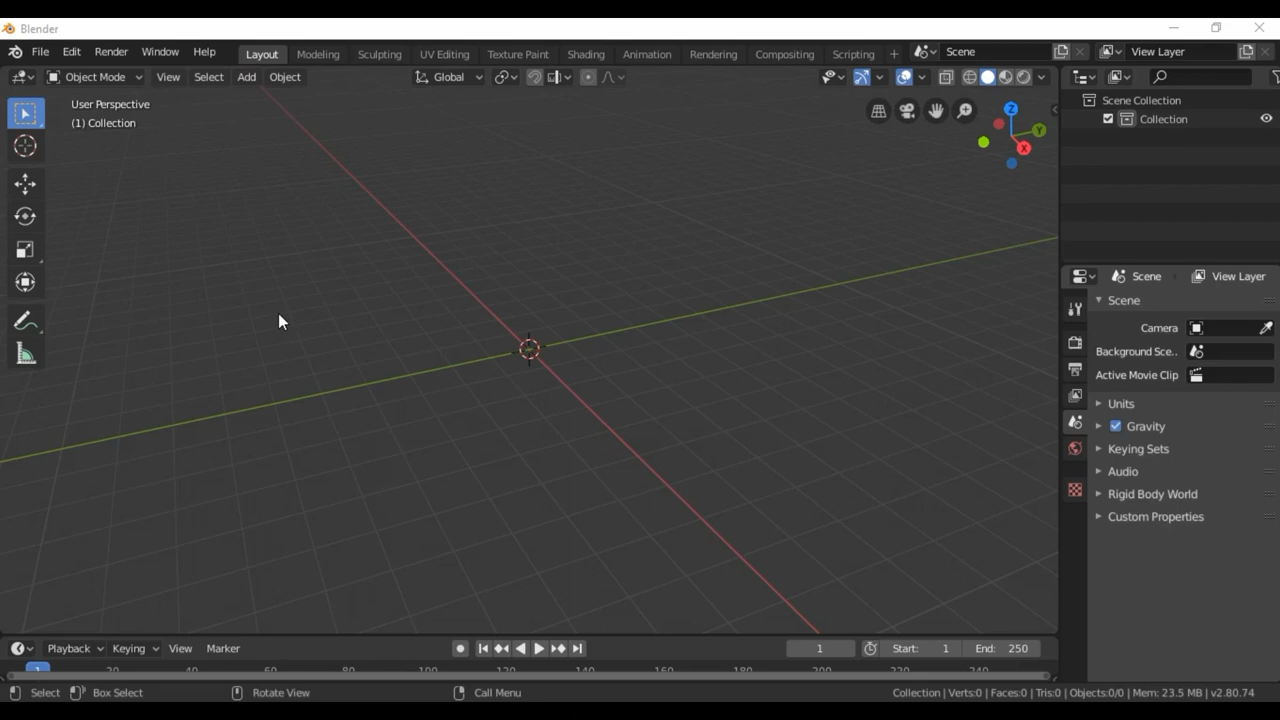 Blender
File Edit Render Window Help Layout Modeling Sculpting UV Editing Texture Paint Shading Animation Rendering Compositing Scripting + Scene View Layer
Object Mode View Select Add Object Global
User Perspective
(1) Collection
Z
Y
X
Scene Collection
Collection
Scene View Layer
Scene
Camera
Background Sce..
Active Movie Clip
Units
Gravity
Keying Sets
Audio
Rigid Body World
Custom Properties
Playback Keying View Marker 1 Start: 1 End: 250
1 20 40 60 80 100 120 140 160 180 200 220 240
Select Box Select Rotate View Call Menu Collection | Verts:0 | Faces:0 | Tris:0 | Objects:0/0 | Mem: 23.5 MB | v2.80.74